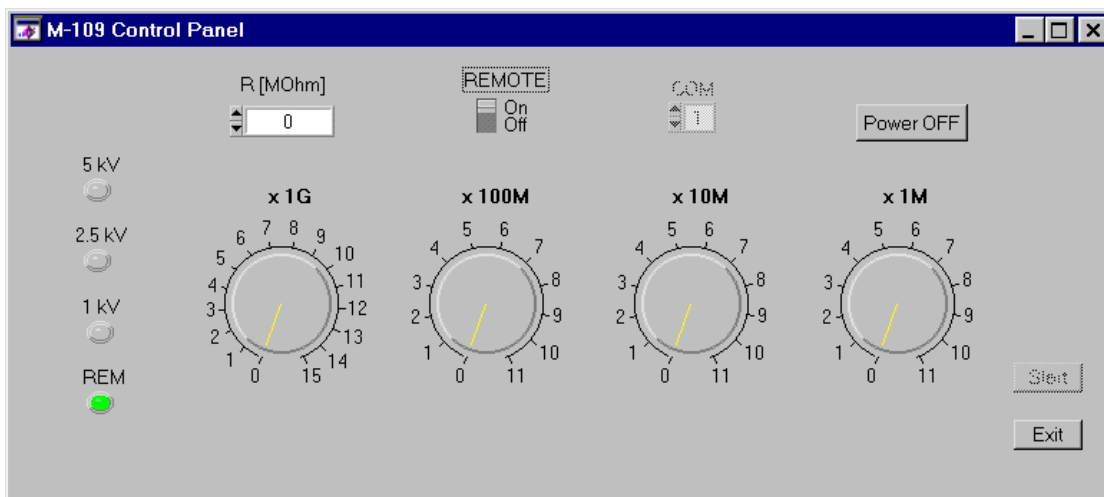 M-109 Control Panel
R [MOhm]
0
REMOTE
On
Off
COM
1
Power OFF
5 kV
2.5 kV
1 kV
REM
x 1G
0 1 2 3 4 5 6 7 8 9 10 11 12 13 14 15
x 100M
0 1 2 3 4 5 6 7 8 9 10 11
x 10M
0 1 2 3 4 5 6 7 8 9 10 11
x 1M
0 1 2 3 4 5 6 7 8 9 10 11
Start
Exit